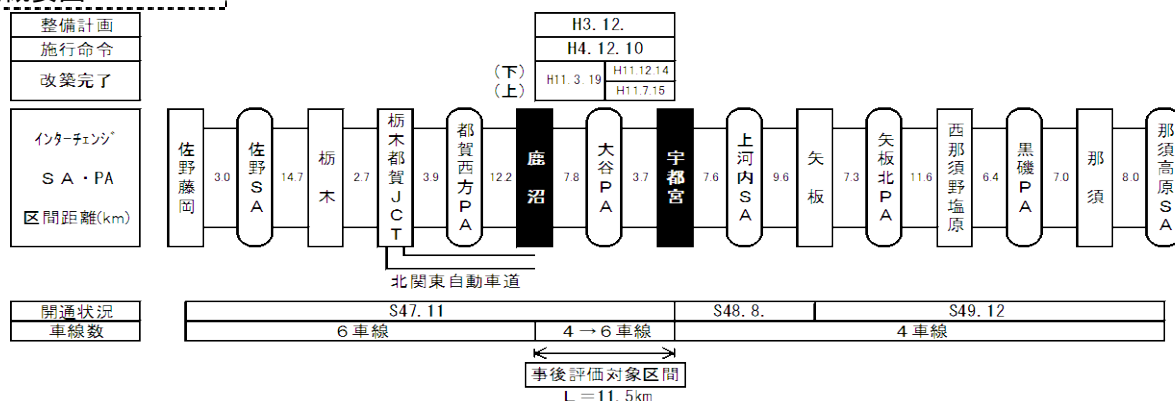 整備計画 H3.12.
施行命令 H4.12.10
改築完了 (下) (上) H11.3.19 H11.12.14 H11.7.15
インターチェンジ
SA・PA
区間距離(km)
佐野藤岡 3.0 佐野SA 14.7 栃木 2.7 栃木都賀JCT 3.9 都賀西方PA 12.2 鹿沼 7.8 大谷PA 3.7 宇都宮 7.6 上河内SA 9.6 矢板 7.3 矢板北PA 11.6 西那須野塩原 6.4 黒磯PA 7.0 那須 8.0 那須高原SA
北関東自動車道
開通状況 S47.11 S48.8. S49.12
車線数 6車線 4→6車線 4車線
事後評価対象区間
L=11.5km